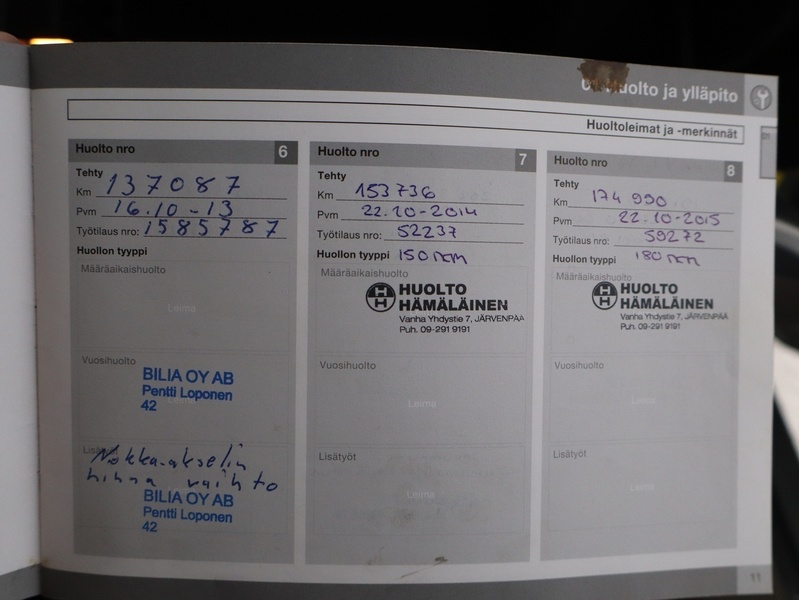 Huolto ja ylläpito
Huoltoleimat ja -merkinnät
01
Huolto nro 6
Tehty
Km 137087
Pvm 16.10-13
Työtilaus nro: 1585787
Huollon tyyppi
Määräaikaishuolto
Leima
Vuosihuolto
BILIA OY AB
Pentti Loponen
42
Lisätyöt
Nokka-akselin
hihna vaihto
BILIA OY AB
Pentti Loponen
42
Huolto nro 7
Tehty
Km 153736
Pvm 22.10-2014
Työtilaus nro: 52237
Huollon tyyppi 150
Määräaikaishuolto
HUOLTO
HÄMÄLÄINEN
Vanha Yhdystie 7, JÄRVENPÄÄ
Puh. 09-291 9191
Vuosihuolto
Leima
Lisätyöt
Leima
Huolto nro 8
Tehty
Km 174 990
Pvm 22.10-2015
Työtilaus nro: 59272
Huollon tyyppi 180
Määräaikaishuolto
HUOLTO
HÄMÄLÄINEN
Vanha Yhdystie 7, JÄRVENPÄÄ
Puh. 09-291 9191
Vuosihuolto
Leima
Lisätyöt
Leima
11